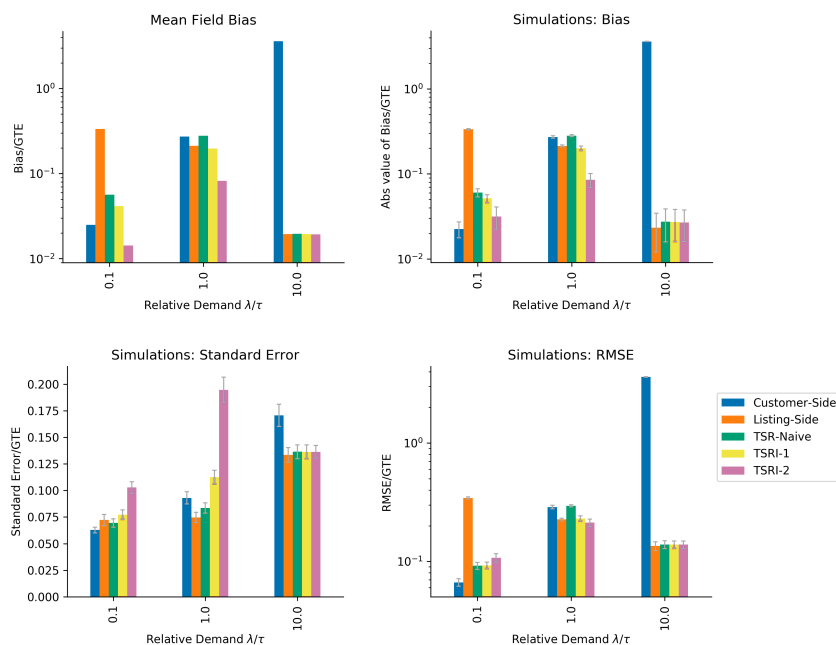 Mean Field Bias
Bias/GTE
10⁰
10⁻¹
10⁻²
0.1
1.0
10.0
Relative Demand λ/τ
Simulations: Bias
Abs value of Bias/GTE
10⁰
10⁻¹
10⁻²
0.1
1.0
10.0
Relative Demand λ/τ
Simulations: Standard Error
Standard Error/GTE
0.200
0.175
0.150
0.125
0.100
0.075
0.050
0.025
0.000
0.1
1.0
10.0
Relative Demand λ/τ
Simulations: RMSE
RMSE/GTE
10⁰
10⁻¹
0.1
1.0
10.0
Relative Demand λ/τ
Customer-Side
Listing-Side
TSR-Naive
TSRI-1
TSRI-2